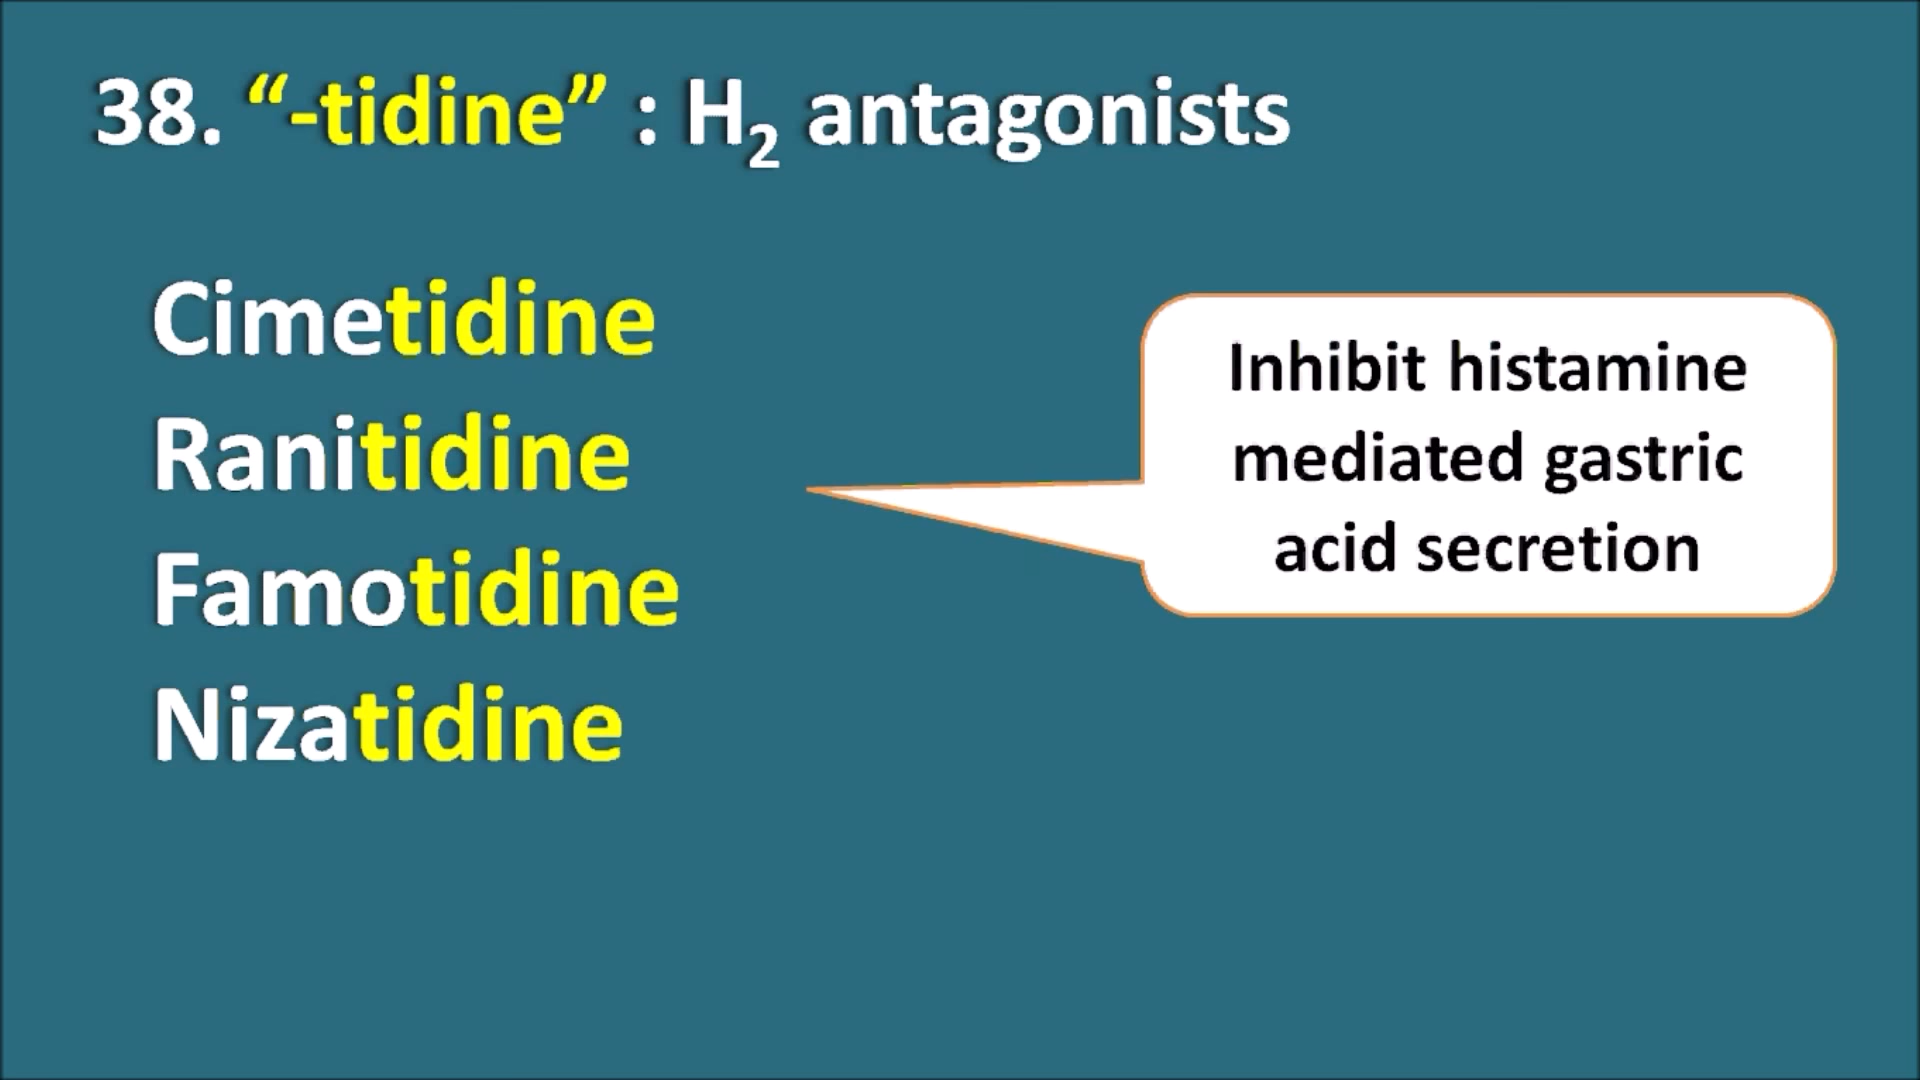 38. “-tidine” : H₂ antagonists
Cimetidine
Ranitidine
Famotidine
Nizatidine
Inhibit histamine
mediated gastric
acid secretion